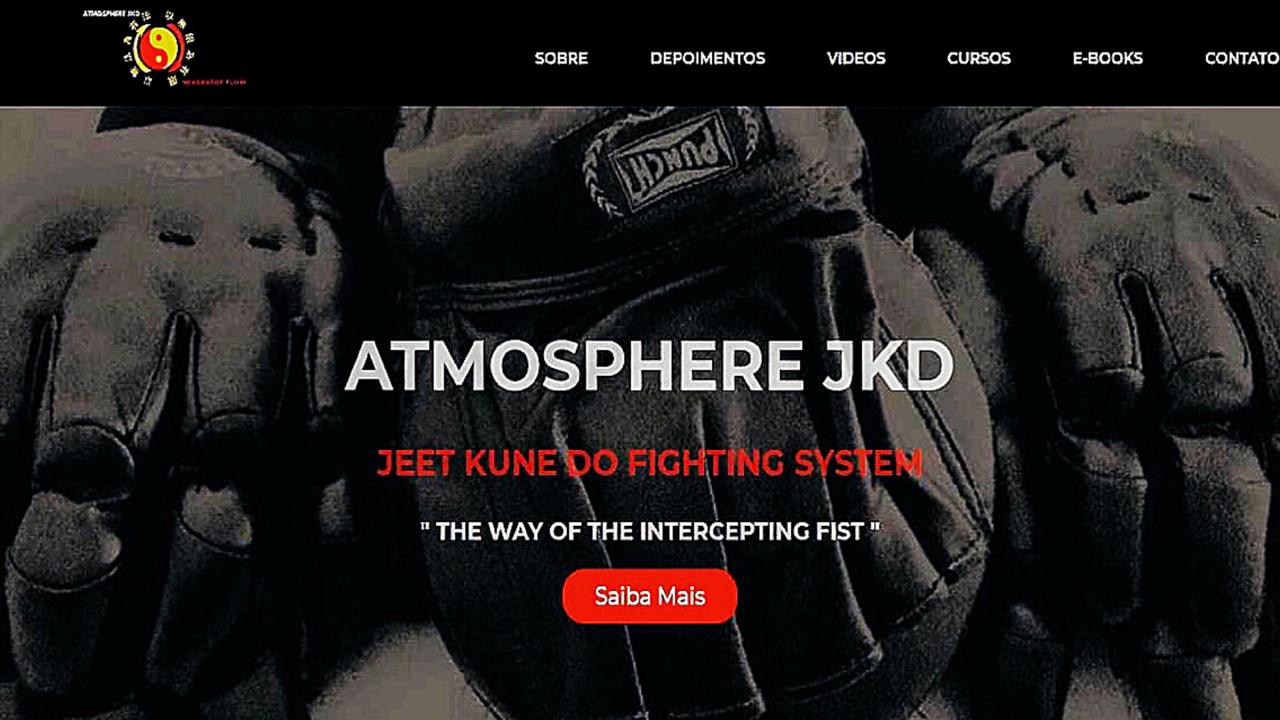 ATMOSPHERE JKD
SOBRE DEPOIMENTOS VIDEOS CURSOS E-BOOKS CONTATO
PUNCH
ATMOSPHERE JKD
JEET KUNE DO FIGHTING SYSTEM
" THE WAY OF THE INTERCEPTING FIST "
Saiba Mais